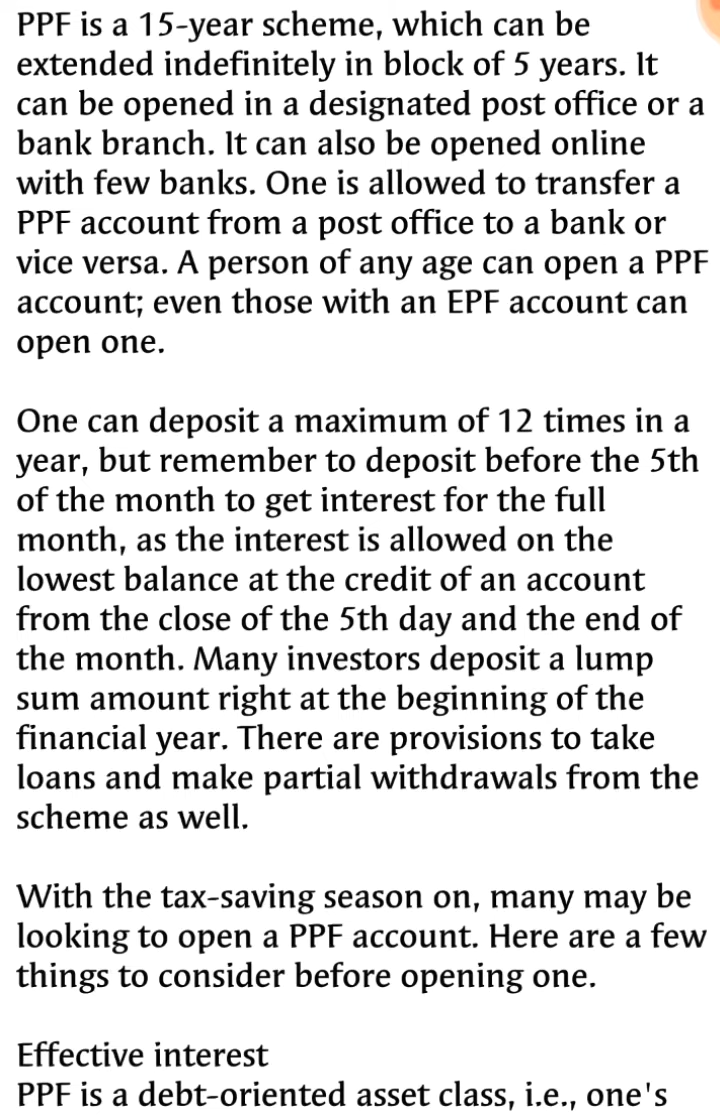 PPF is a 15-year scheme, which can be
extended indefinitely in block of 5 years. It
can be opened in a designated post office or a
bank branch. It can also be opened online
with few banks. One is allowed to transfer a
PPF account from a post office to a bank or
vice versa. A person of any age can open a PPF
account; even those with an EPF account can
open one.
One can deposit a maximum of 12 times in a
year, but remember to deposit before the 5th
of the month to get interest for the full
month, as the interest is allowed on the
lowest balance at the credit of an account
from the close of the 5th day and the end of
the month. Many investors deposit a lump
sum amount right at the beginning of the
financial year. There are provisions to take
loans and make partial withdrawals from the
scheme as well.
With the tax-saving season on, many may be
looking to open a PPF account. Here are a few
things to consider before opening one.
Effective interest
PPF is a debt-oriented asset class, i.e., one's